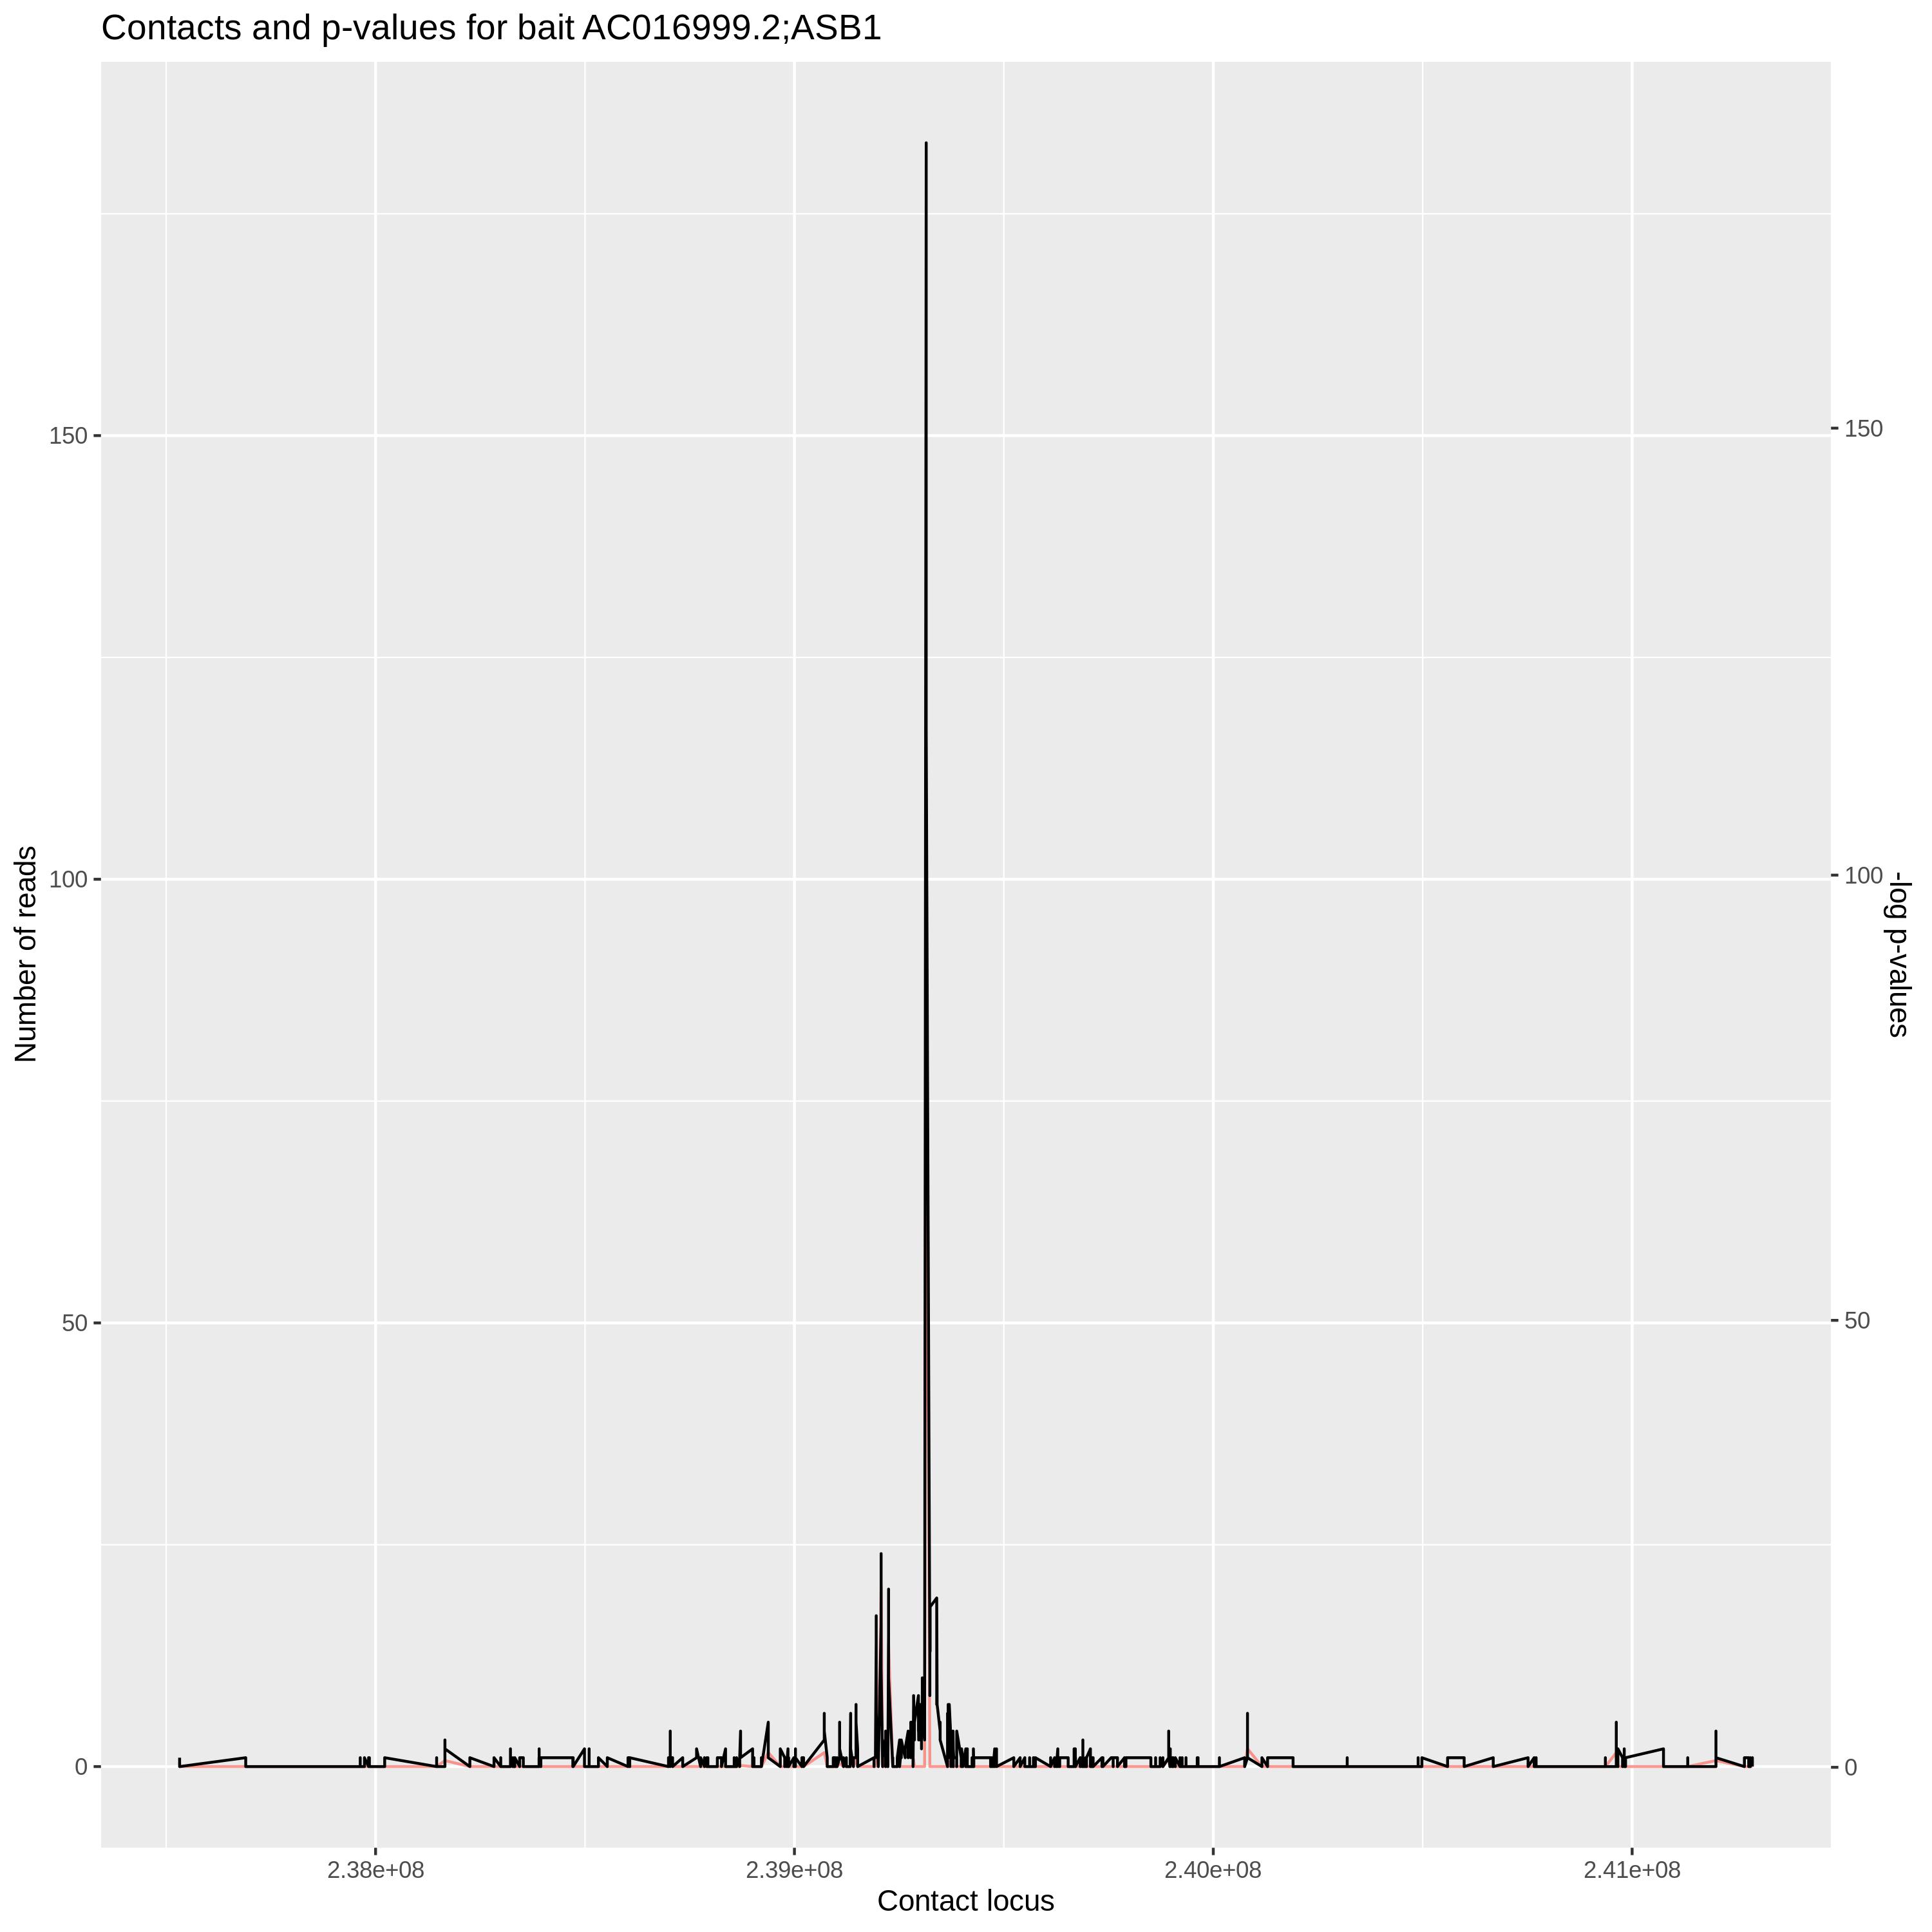 Contacts and p-values for bait AC016999.2;ASB1
Number of reads
150
100
50
0
150
100
50
0
-log p-values
2.38e+08 2.39e+08 2.40e+08 2.41e+08
Contact locus